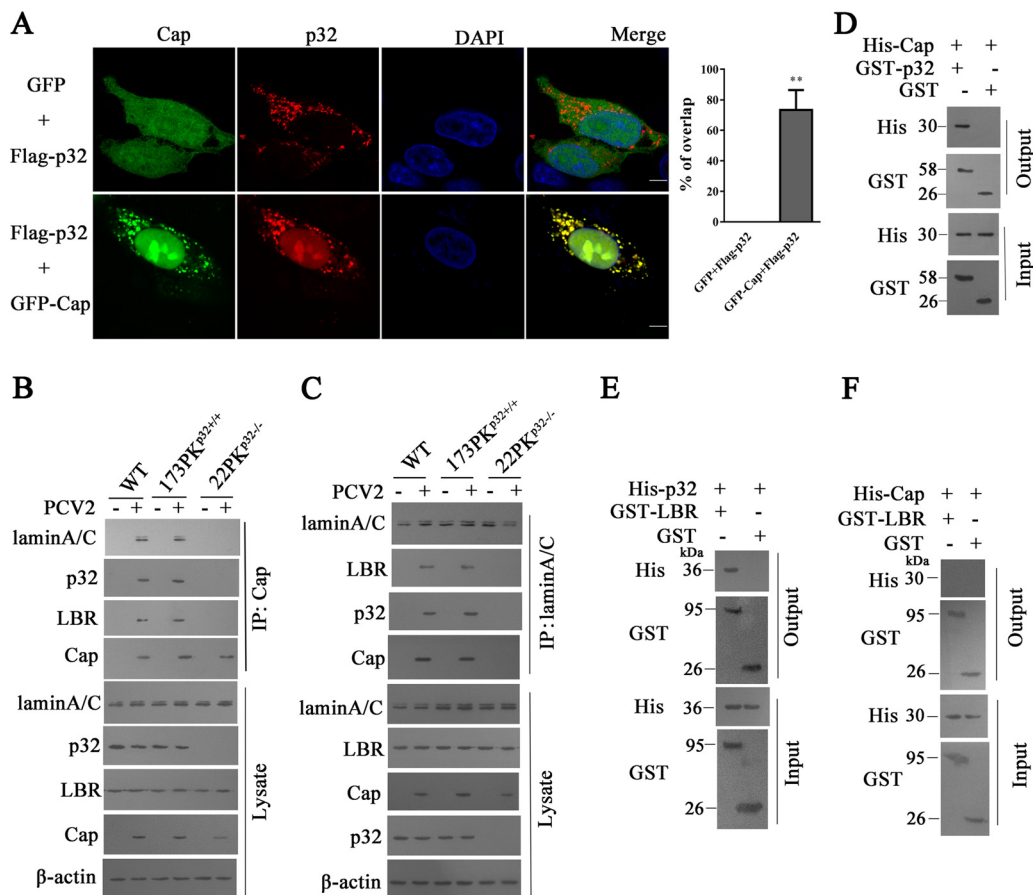 A
Cap p32 DAPI Merge
GFP
+
Flag-p32
Flag-p32
+
GFP-Cap
% of overlap
100
80
60
40
20
0
**
GFP+Flag-p32
GFP-Cap+Flag-p32
D
His-Cap + +
GST-p32 + -
GST - +
His 30
GST 58
26
Output
His 30
GST 58
26
Input
B
WT 173PK p32+/+ 22PK p32-/-
PCV2 - + - + - +
laminA/C
p32
LBR
Cap
IP: Cap
laminA/C
p32
LBR
Cap
β-actin
Lysate
C
WT 173PK p32+/+ 22PK p32-/-
PCV2 - + - + - +
laminA/C
LBR
p32
Cap
IP: laminA/C
laminA/C
LBR
Cap
p32
β-actin
Lysate
E
His-p32 + +
GST-LBR + -
GST - +
kDa
His 36
95
GST
26
Output
His 36
95
GST
26
Input
F
His-Cap + +
GST-LBR + -
GST - +
kDa
His 30
95
GST
26
Output
His 30
95
GST
26
Input